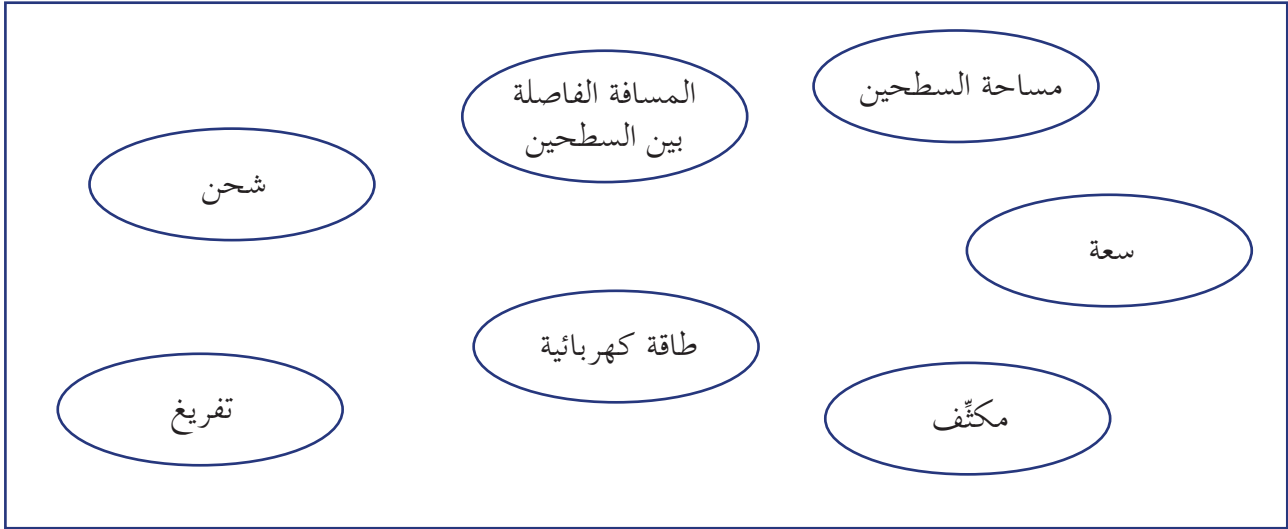 مساحة السطحين
المسافة الفاصلة
بين السطحين
شحن
سعة
طاقة كهربائية
تفريغ
مكثِّف